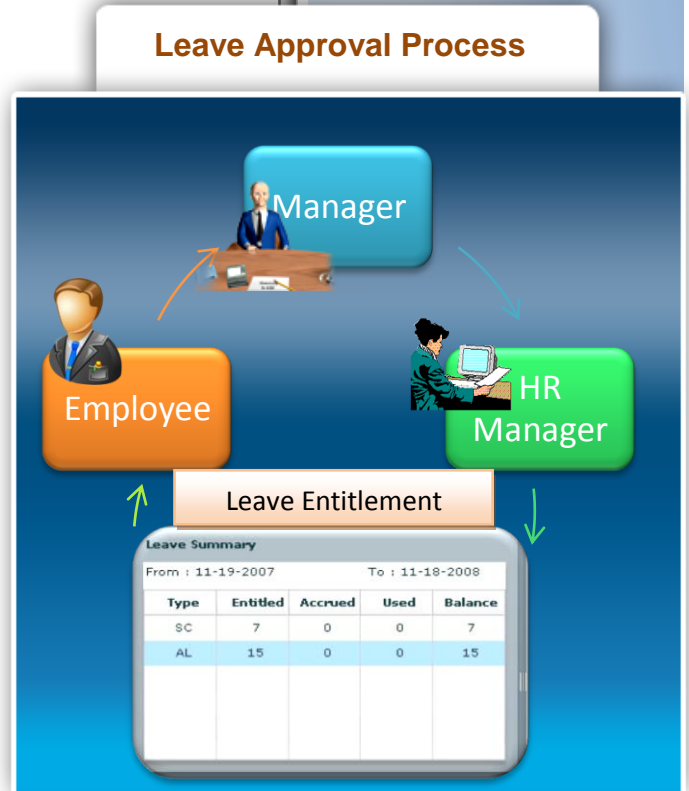 Leave Approval Process
Manager
Employee
HR
Manager
Leave Entitlement
Leave Summary
From : 11-19-2007 To : 11-18-2008
Type Entitled Accrued Used Balance
SC 7 0 0 7
AL 15 0 0 15